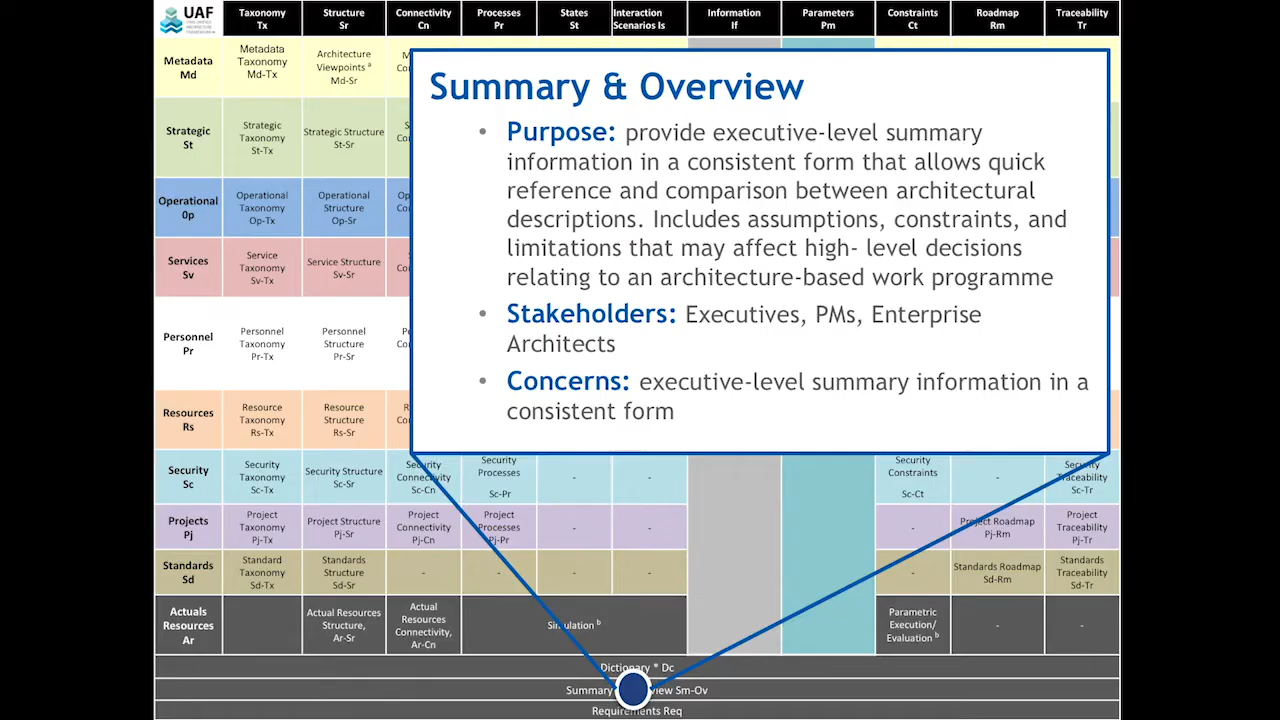 UAF
Taxonomy
Tx
Structure
Sr
Connectivity
Cn
Processes
Pr
States
St
Interaction
Scenarios Is
Information
If
Parameters
Pm
Constraints
Ct
Roadmap
Rm
Traceability
Tr
Metadata
Md
Metadata
Taxonomy
Md-Tx
Architecture
Viewpoints a
Md-Sr
Summary & Overview
• Purpose: provide executive-level summary
information in a consistent form that allows quick
reference and comparison between architectural
descriptions. Includes assumptions, constraints, and
limitations that may affect high- level decisions
relating to an architecture-based work programme
• Stakeholders: Executives, PMs, Enterprise
Architects
• Concerns: executive-level summary information in a
consistent form
Strategic
St
Strategic
Taxonomy
St-Tx
Strategic Structure
St-Sr
Operational
Op
Operational
Taxonomy
Op-Tx
Operational
Structure
Op-Sr
Services
Sv
Service
Taxonomy
Sv-Tx
Service Structure
Sv-Sr
Personnel
Pr
Personnel
Taxonomy
Pr-Tx
Personnel
Structure
Pr-Sr
Resources
Rs
Resource
Taxonomy
Rs-Tx
Resource
Structure
Rs-Sr
Security
Sc
Security
Taxonomy
Sc-Tx
Security Structure
Sc-Sr
Security
Connectivity
Sc-Cn
Security
Processes
Sc-Pr
-
-
Security
Constraints
Sc-Ct
-
Security
Traceability
Sc-Tr
Projects
Pj
Project
Taxonomy
Pj-Tx
Project Structure
Pj-Sr
Project
Connectivity
Pj-Cn
Project
Processes
Pj-Pr
-
-
-
Project Roadmap
Pj-Rm
Project
Traceability
Pj-Tr
Standards
Sd
Standard
Taxonomy
Sd-Tx
Standards
Structure
Sd-Sr
-
-
-
-
-
Standards Roadmap
Sd-Rm
Standards
Traceability
Sd-Tr
Actuals
Resources
Ar
Actual Resources
Structure,
Ar-Sr
Actual
Resources
Connectivity,
Ar-Cn
Simulation b
Parametric
Execution/
Evaluation b
-
-
Dictionary * Dc
Summary view Sm-Ov
Requirements Req